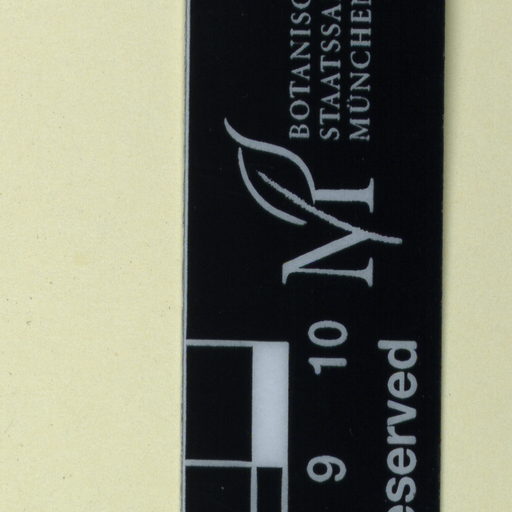 BOTANISC
STAATSSA
MÜNCHEN
9 10
eserved